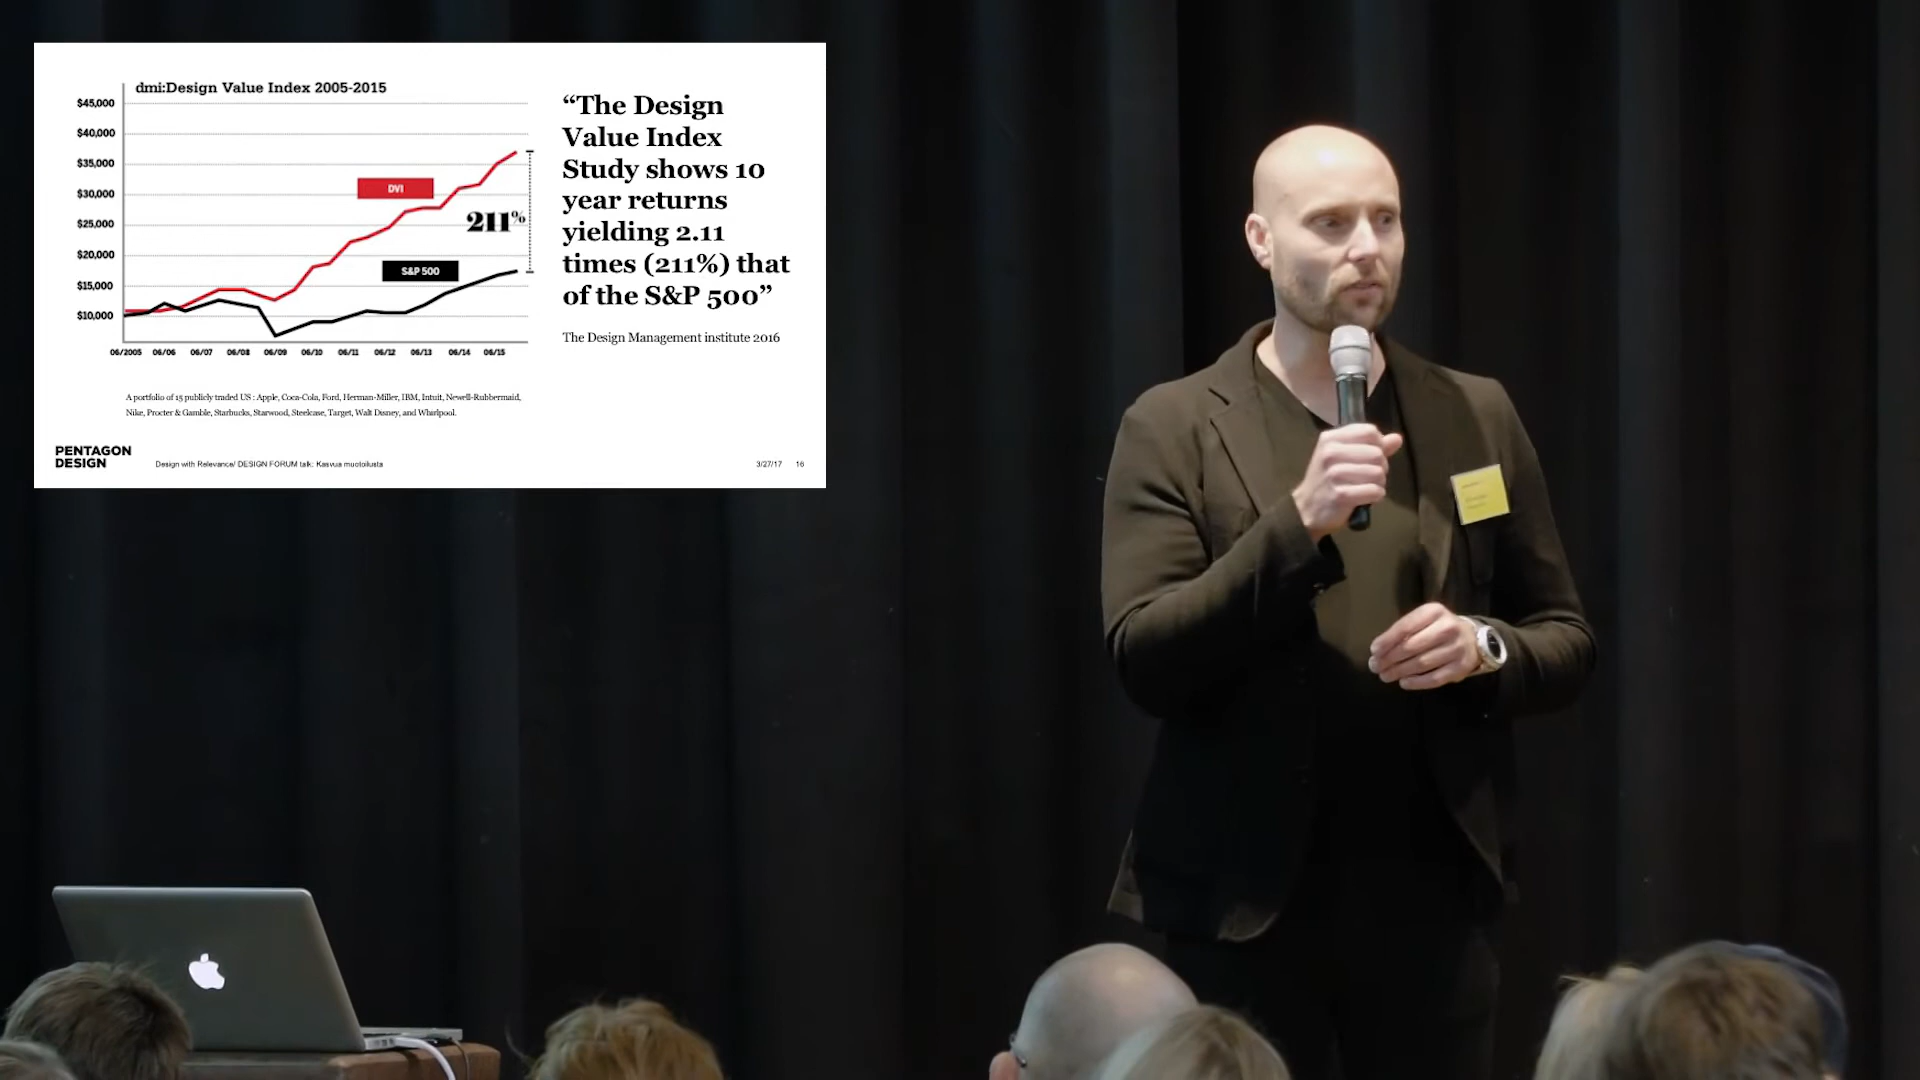 dmi:Design Value Index 2005-2015
$45,000
$40,000
$35,000
$30,000
$25,000
$20,000
$15,000
$10,000
DVI
211%
S&P 500
06/2005 06/06 06/07 06/08 06/09 06/10 06/11 06/12 06/13 06/14 06/15
“The Design
Value Index
Study shows 10
year returns
yielding 2.11
times (211%) that
of the S&P 500”
The Design Management institute 2016
A portfolio of 15 publicly traded US : Apple, Coca-Cola, Ford, Herman-Miller, IBM, Intuit, Newell-Rubbermaid,
Nike, Procter & Gamble, Starbucks, Starwood, Steelcase, Target, Walt Disney, and Whirlpool.
PENTAGON
DESIGN
Design with Relevance/ DESIGN FORUM talk: Kasvua muotoilusta
3/27/17 16